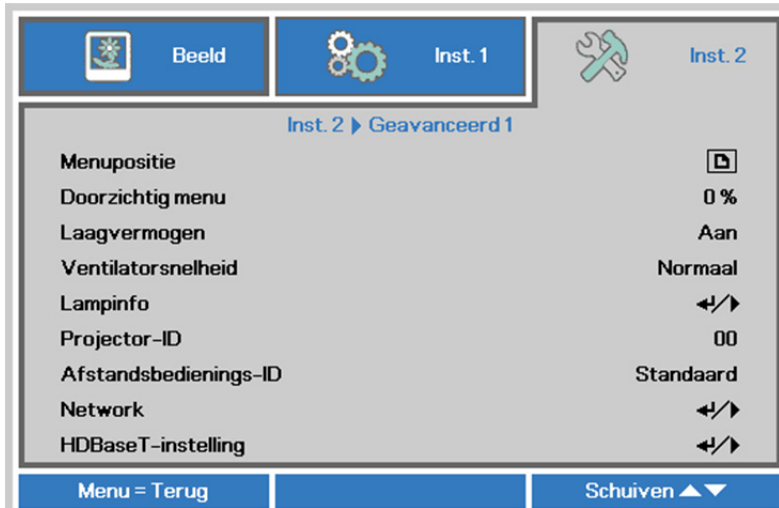 Beeld
Inst. 1
Inst. 2
Inst. 2 ▶ Geavanceerd 1
Menupositie
Doorzichtig menu 0 %
Laagvermogen Aan
Ventilatorsnelheid Normaal
Lampinfo ↵/▶
Projector-ID 00
Afstandsbedienings-ID Standaard
Network ↵/▶
HDBaseT-instelling ↵/▶
Menu = Terug Schuiven ▲▼